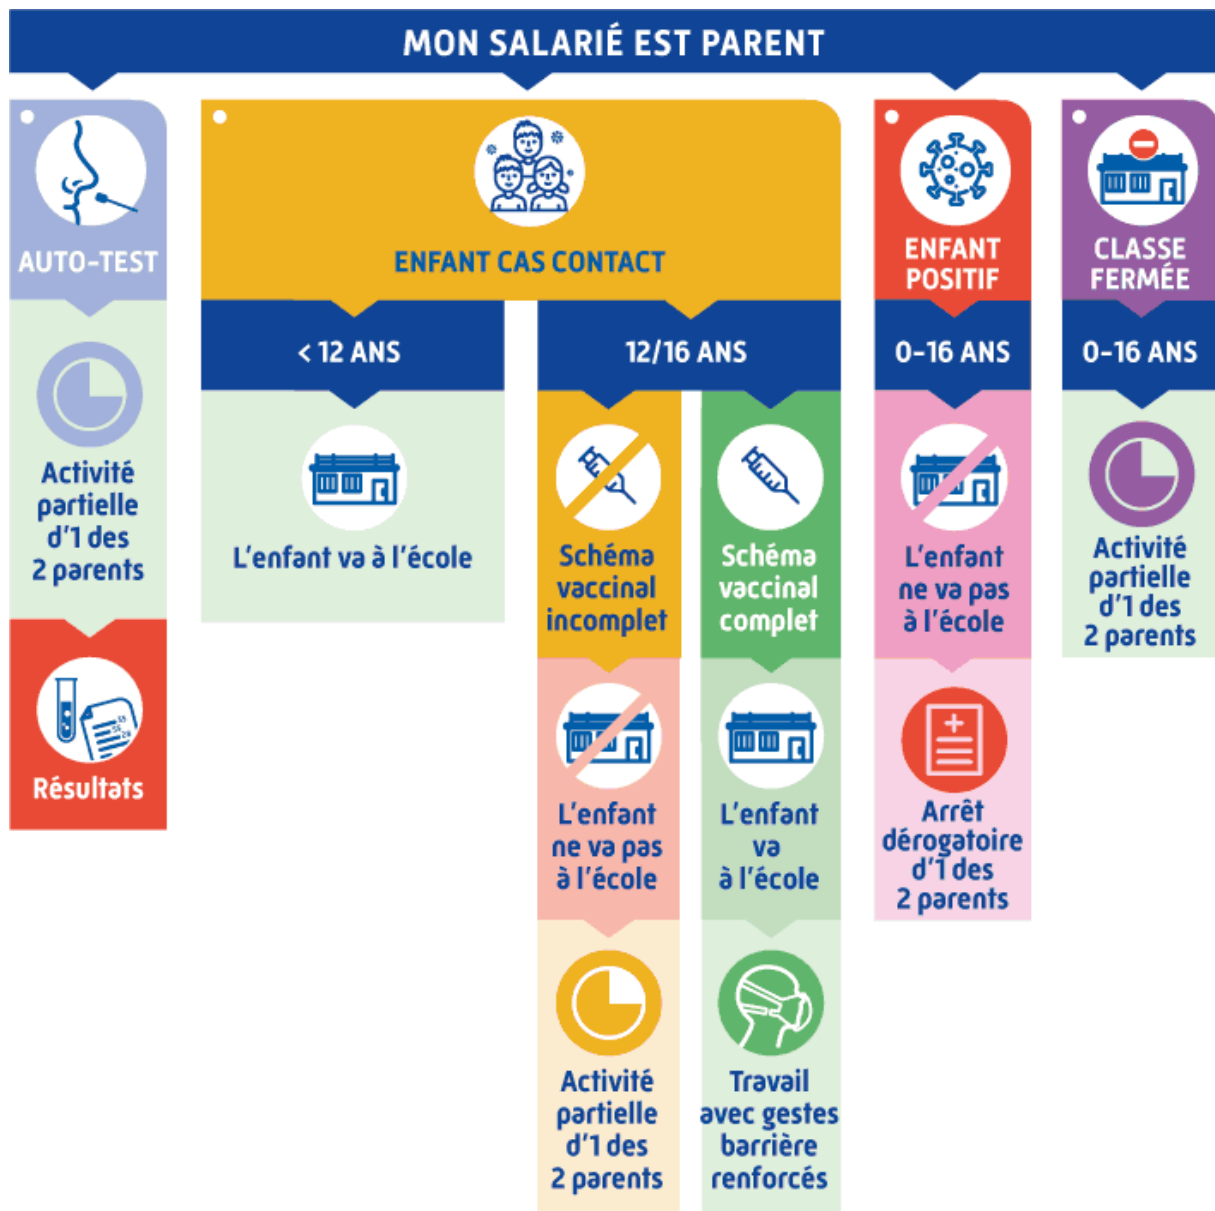 MON SALARIÉ EST PARENT
AUTO-TEST
Activité
partielle
d'1 des
2 parents
Résultats
ENFANT CAS CONTACT
< 12 ANS
L'enfant va à l'école
12/16 ANS
Schéma
vaccinal
incomplet
L'enfant
ne va pas
à l'école
Activité
partielle
d'1 des
2 parents
Schéma
vaccinal
complet
L'enfant
va
à l'école
Travail
avec gestes
barrière
renforcés
ENFANT
POSITIF
0-16 ANS
L'enfant
ne va pas
à l'école
Arrêt
dérogatoire
d'1 des
2 parents
CLASSE
FERMÉE
0-16 ANS
Activité
partielle
d'1 des
2 parents